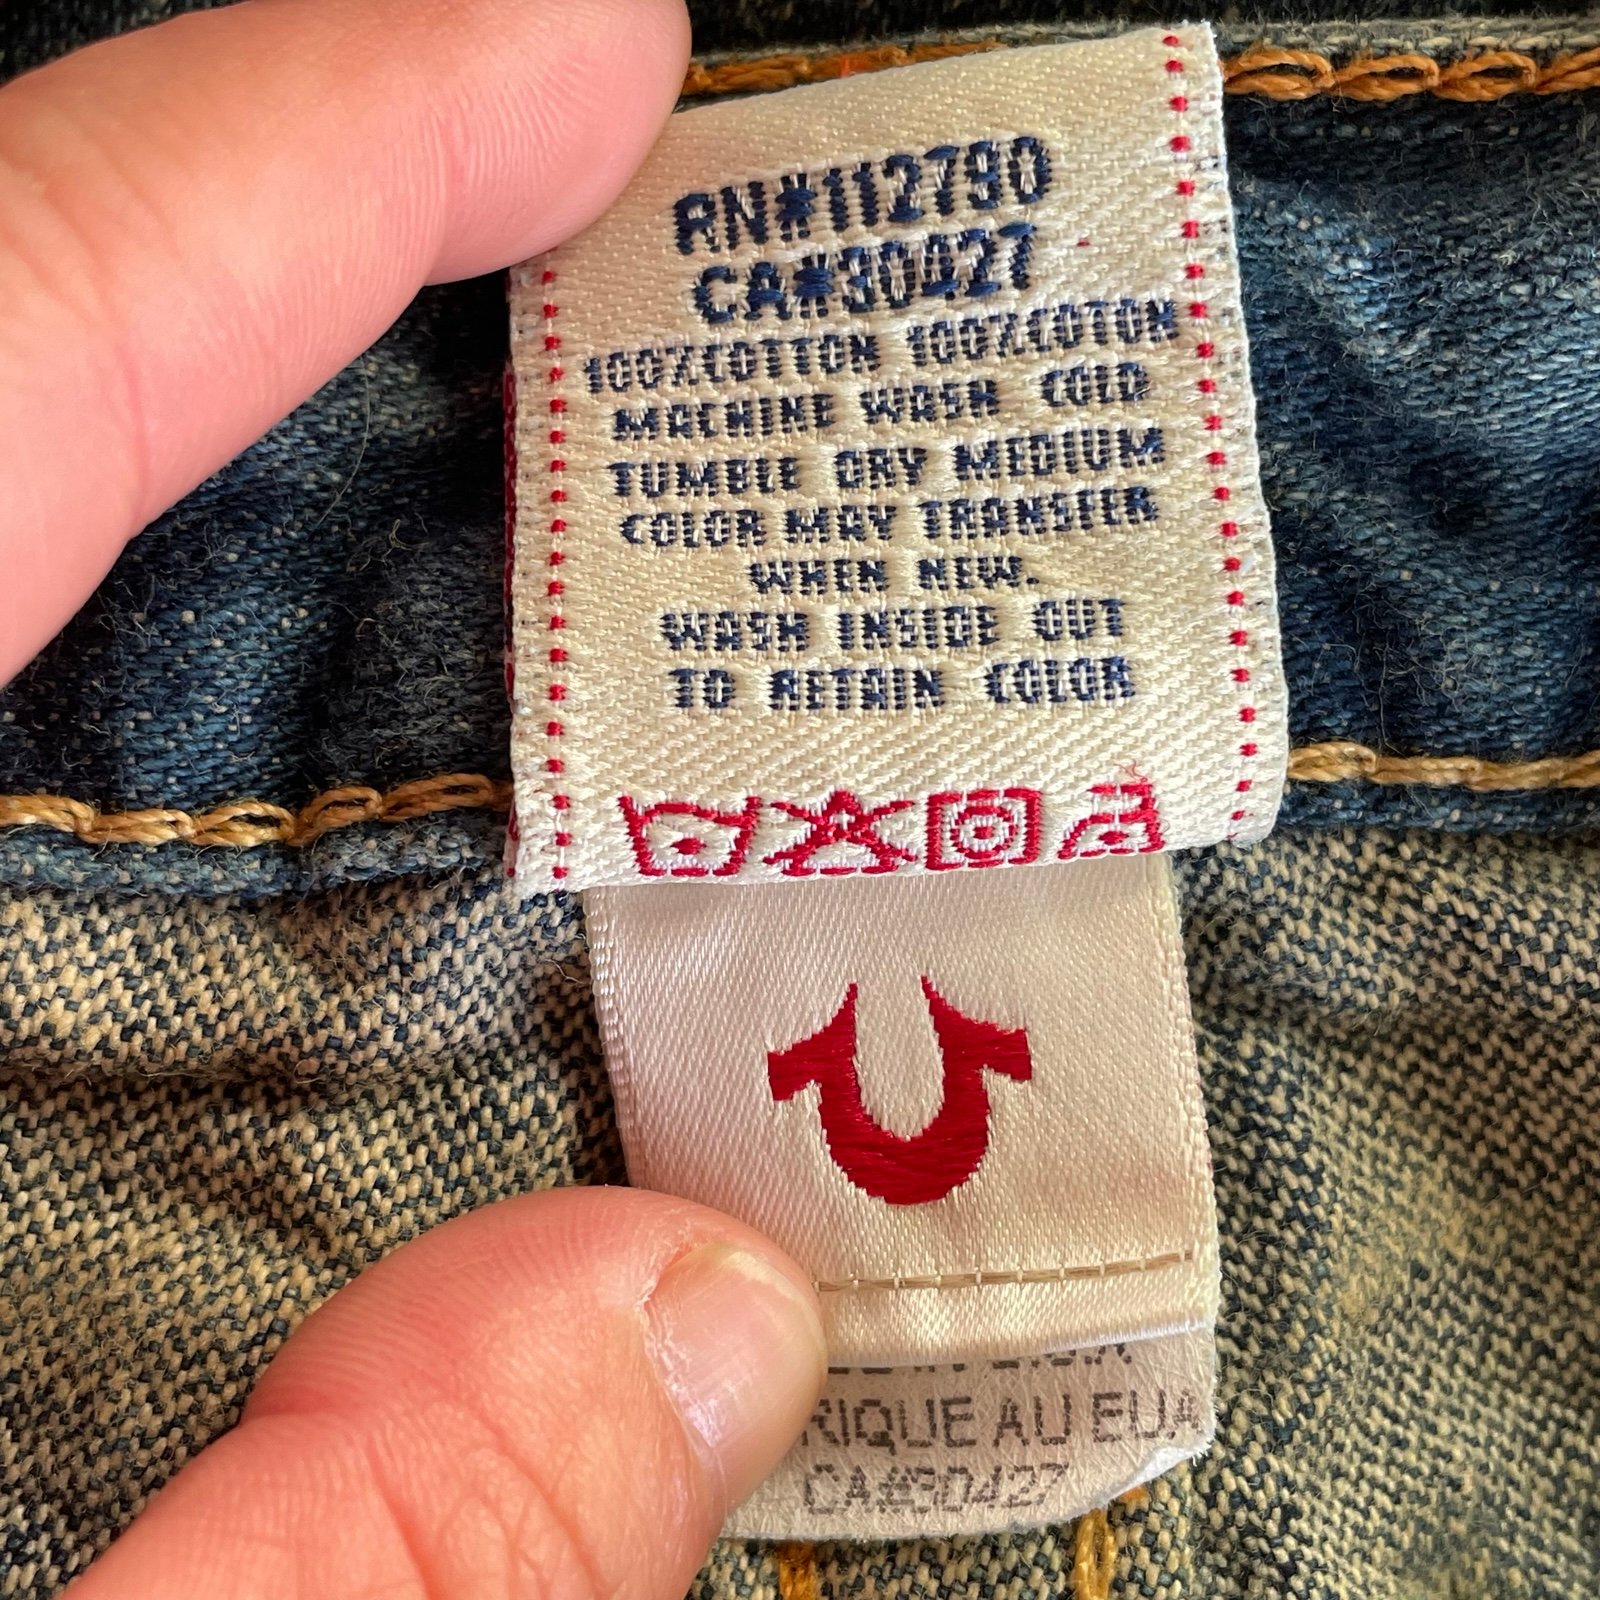 RN#112790
CA#30427
100%COTTON 100%COTON
MACHINE WASH COLD
TUMBLE DRY MEDIUM
COLOR MAY TRANSFER
WHEN NEW.
WASH INSIDE OUT
TO RETAIN COLOR
RIQUE AU EUA
CA#30427